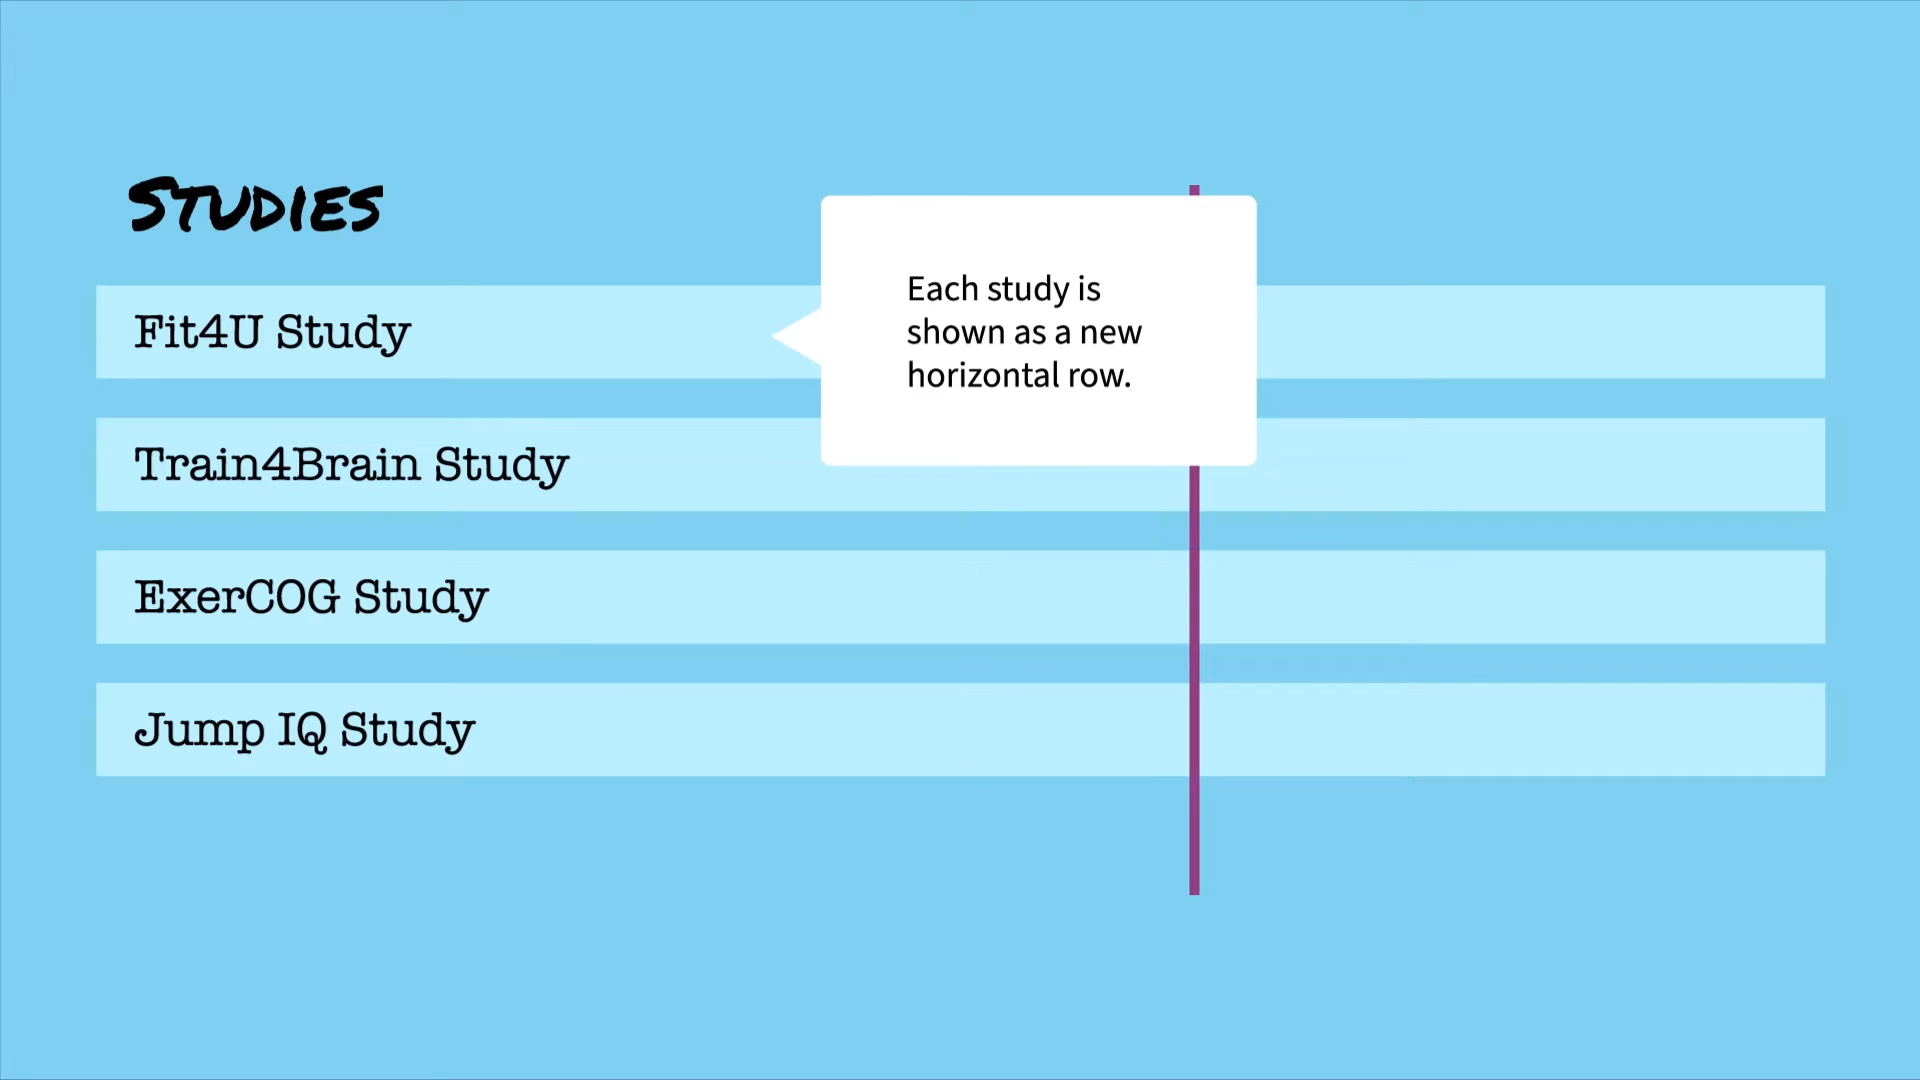 Studies
Fit4U Study
Each study is
shown as a new
horizontal row.
Train4Brain Study
ExerCOG Study
Jump IQ Study